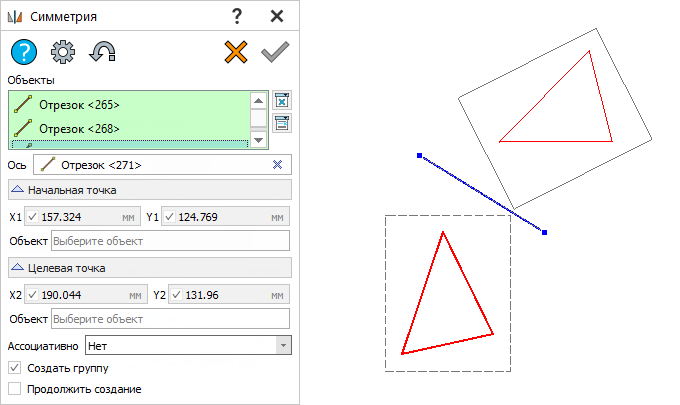 Симметрия
Объекты
Отрезок <265>
Отрезок <268>
Ось Отрезок <271>
Начальная точка
X1 157.324 мм Y1 124.769 мм
Объект Выберите объект
Целевая точка
X2 190.044 мм Y2 131.96 мм
Объект Выберите объект
Ассоциативно Нет
Создать группу
Продолжить создание